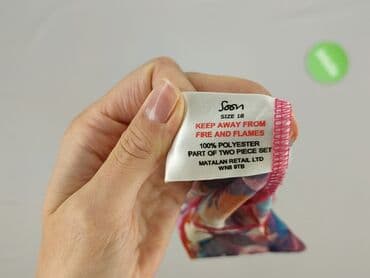 Soon
SIZE 18
KEEP AWAY FROM
FIRE AND FLAMES
100% POLYESTER
PART OF TWO PIECE SET
MATALAN RETAIL LTD
WN8 9TB